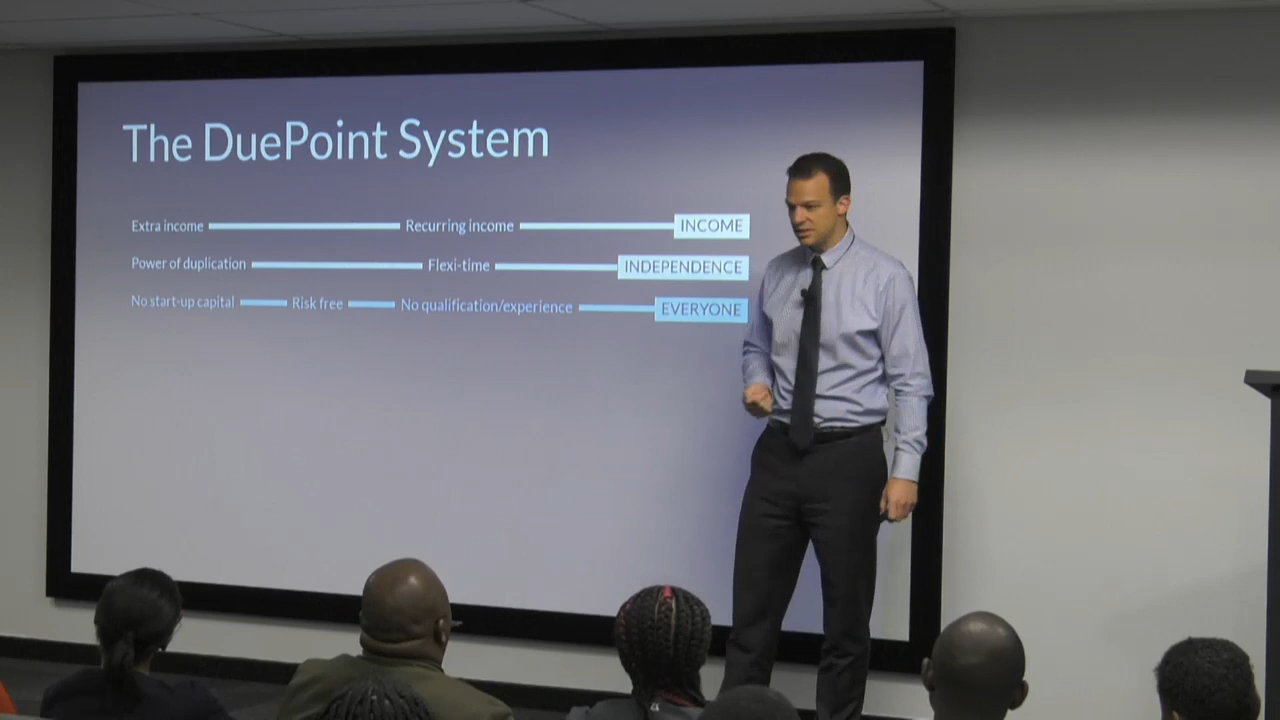 The DuePoint System
Extra income Recurring income INCOME
Power of duplication Flexi-time INDEPENDENCE
No start-up capital Risk free No qualification/experience EVERYONE